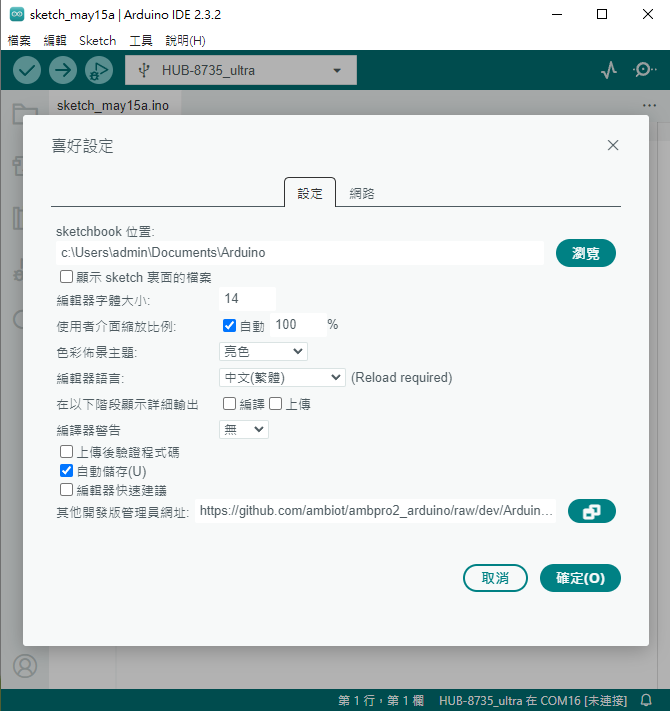 sketch_may15a | Arduino IDE 2.3.2
檔案 編輯 Sketch 工具 說明(H)
HUB-8735_ultra
sketch_may15a.ino
喜好設定
設定 網路
sketchbook 位置:
c:\Users\admin\Documents\Arduino 瀏覽
顯示 sketch 裏面的檔案
編輯器字體大小: 14
使用者介面縮放比例: 自動 100 %
色彩佈景主題: 亮色
編輯器語言: 中文(繁體) (Reload required)
在以下階段顯示詳細輸出 編譯 上傳
編譯器警告 無
上傳後驗證程式碼
自動儲存(U)
編輯器快速建議
其他開發版管理員網址: https://github.com/ambiot/ambpro2_arduino/raw/dev/Arduin...
取消 確定(O)
第 1 行，第 1 欄 HUB-8735_ultra 在 COM16 [未連接]